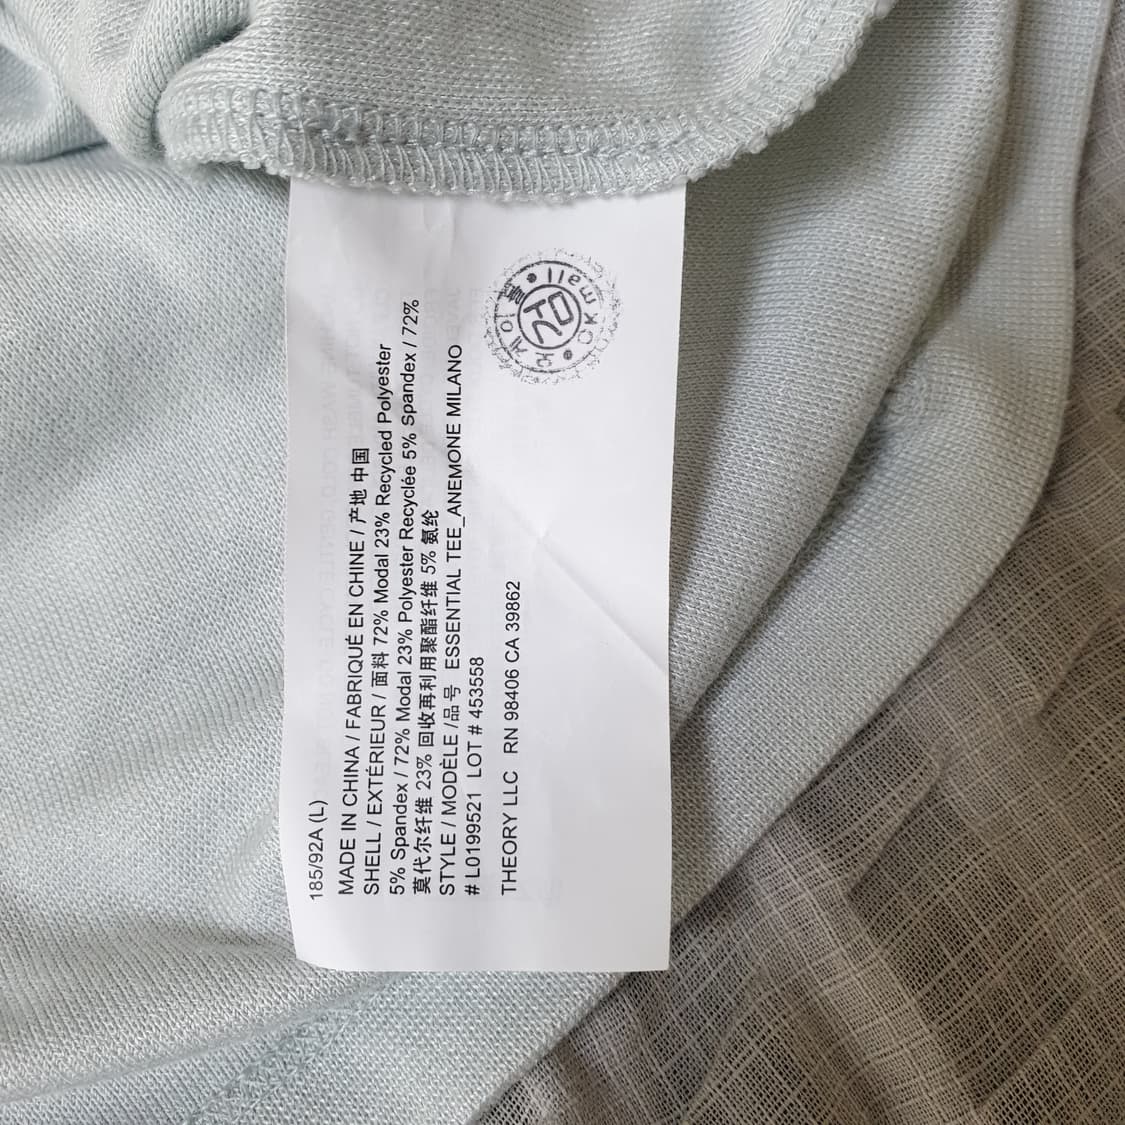 185/92A (L)
MADE IN CHINA / FABRIQUÉ EN CHINE / 产地 中国
SHELL / EXTÉRIEUR / 面料 72% Modal 23% Recycled Polyester
5% Spandex / 72% Modal 23% Polyester Recyclée 5% Spandex / 72%
莫代尔纤维 23% 回收再利用聚酯纤维 5% 氨纶
STYLE / MODÈLE /品号 ESSENTIAL TEE_ANEMONE MILANO
# L0199521 LOT # 453558
THEORY LLC RN 98406 CA 39862
mall